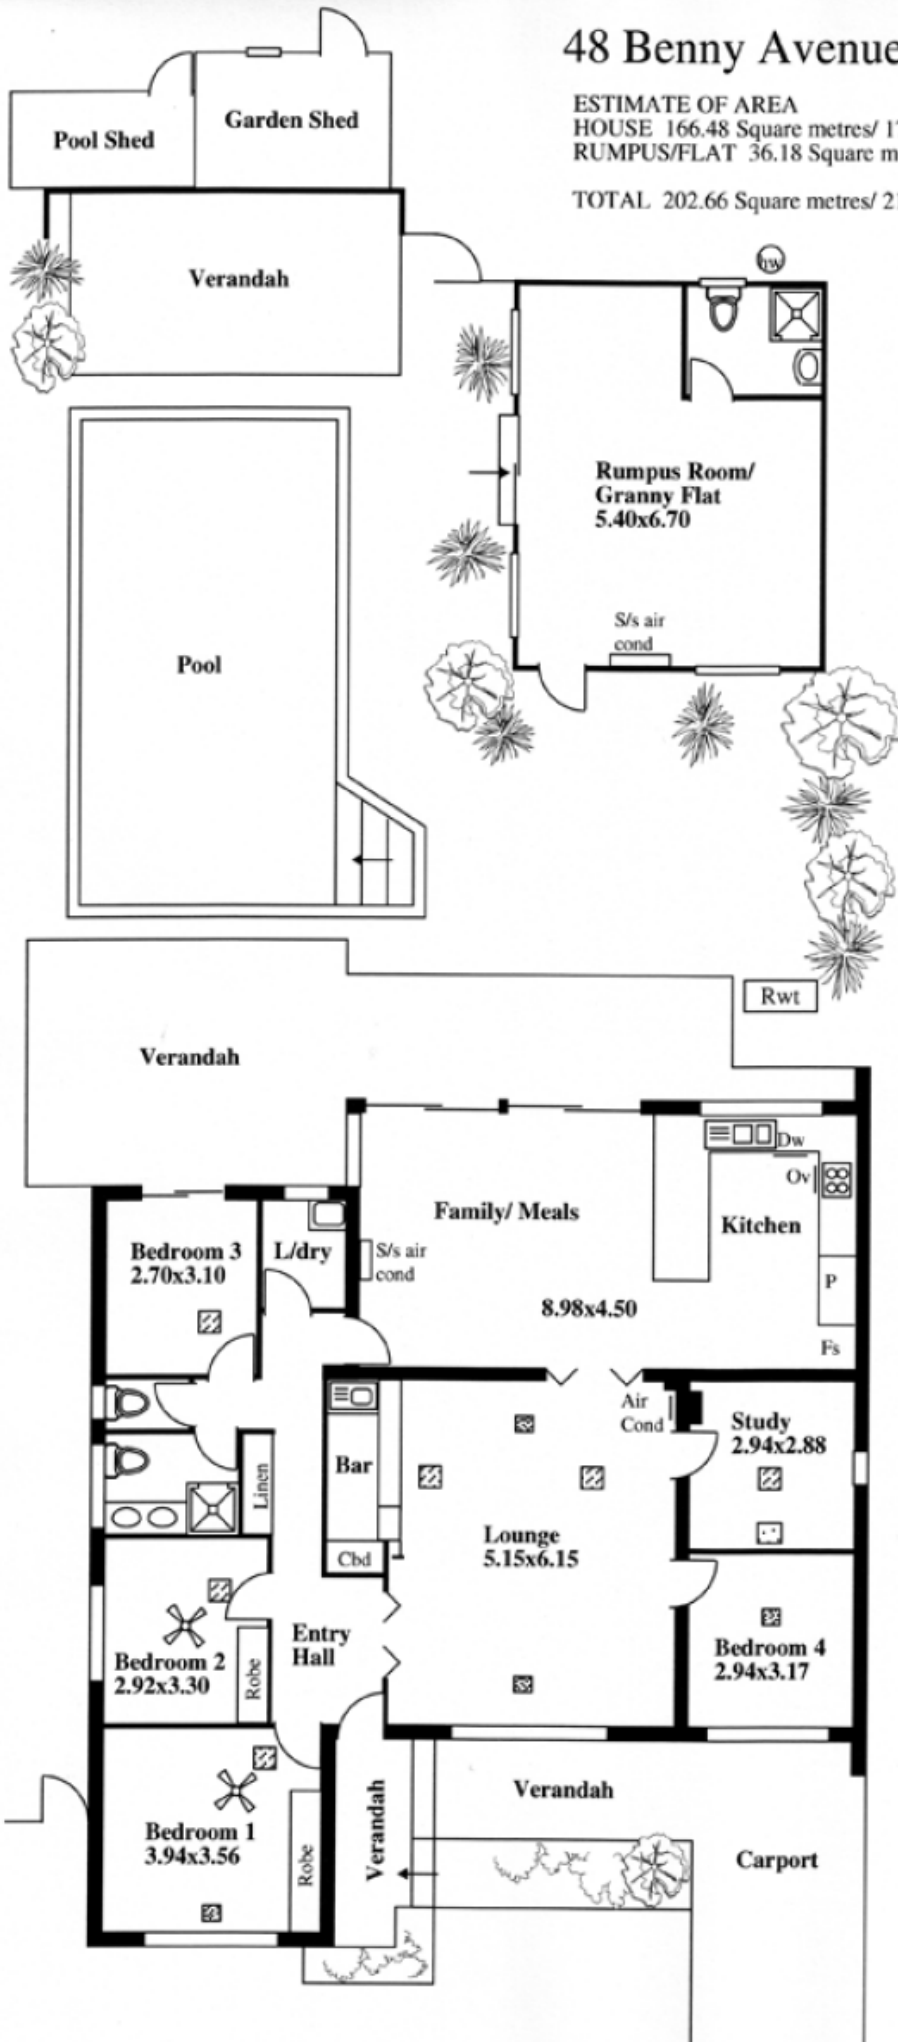 48 Benny Avenue
ESTIMATE OF AREA
HOUSE 166.48 Square metres/
RUMPUS/FLAT 36.18 Square
TOTAL 202.66 Square metres/
Pool Shed
Garden Shed
Verandah
hw
Rumpus Room/
Granny Flat
5.40x6.70
S/s air
cond
Pool
Rwt
Verandah
Dw
Ov
Family/ Meals
Kitchen
Bedroom 3
2.70x3.10
L/dry
S/s air
cond
P
8.98x4.50
Fs
Air
Cond
Study
2.94x2.88
Bar
Linen
Lounge
5.15x6.15
Cbd
Entry
Hall
Bedroom 2
2.92x3.30
Robe
Bedroom 4
2.94x3.17
Verandah
Verandah
Bedroom 1
3.94x3.56
Robe
Carport